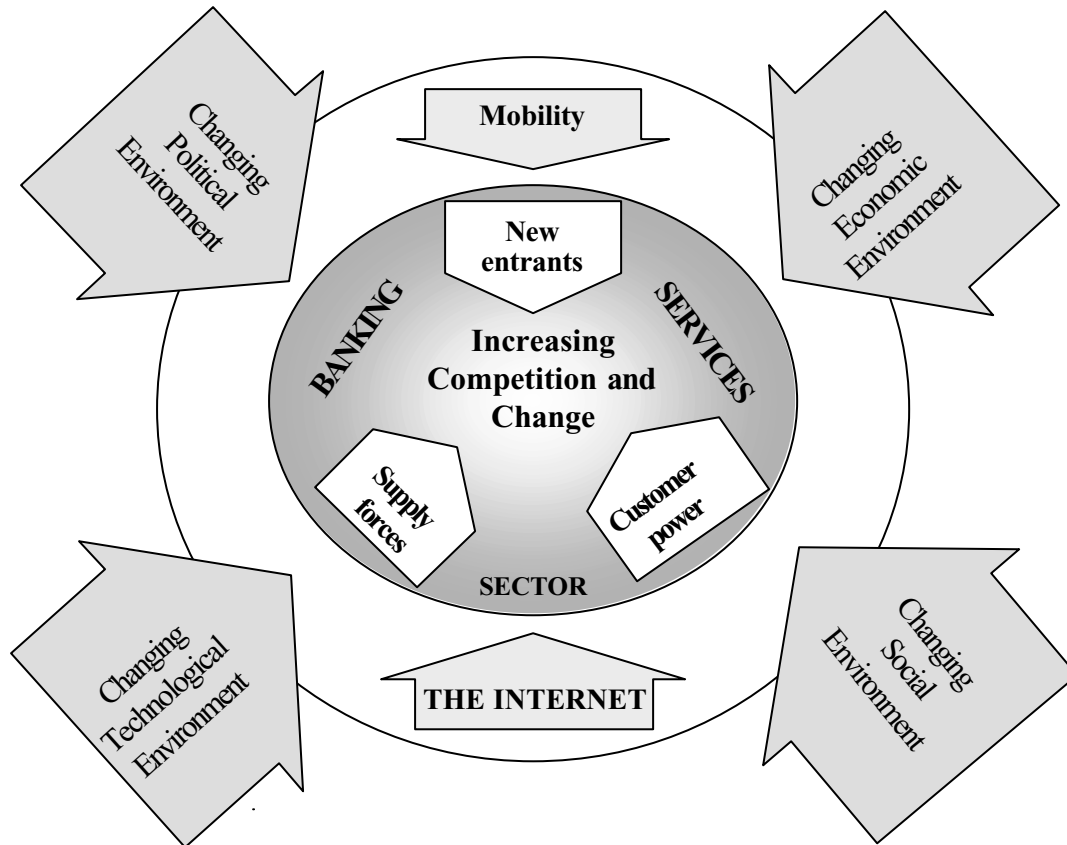 Changing
Political
Environment
Mobility
Changing
Economic
Environment
New
entrants
BANKING
SERVICES
Increasing
Competition and
Change
Supply
forces
Customer
power
SECTOR
Changing
Technological
Environment
THE INTERNET
Changing
Social
Environment